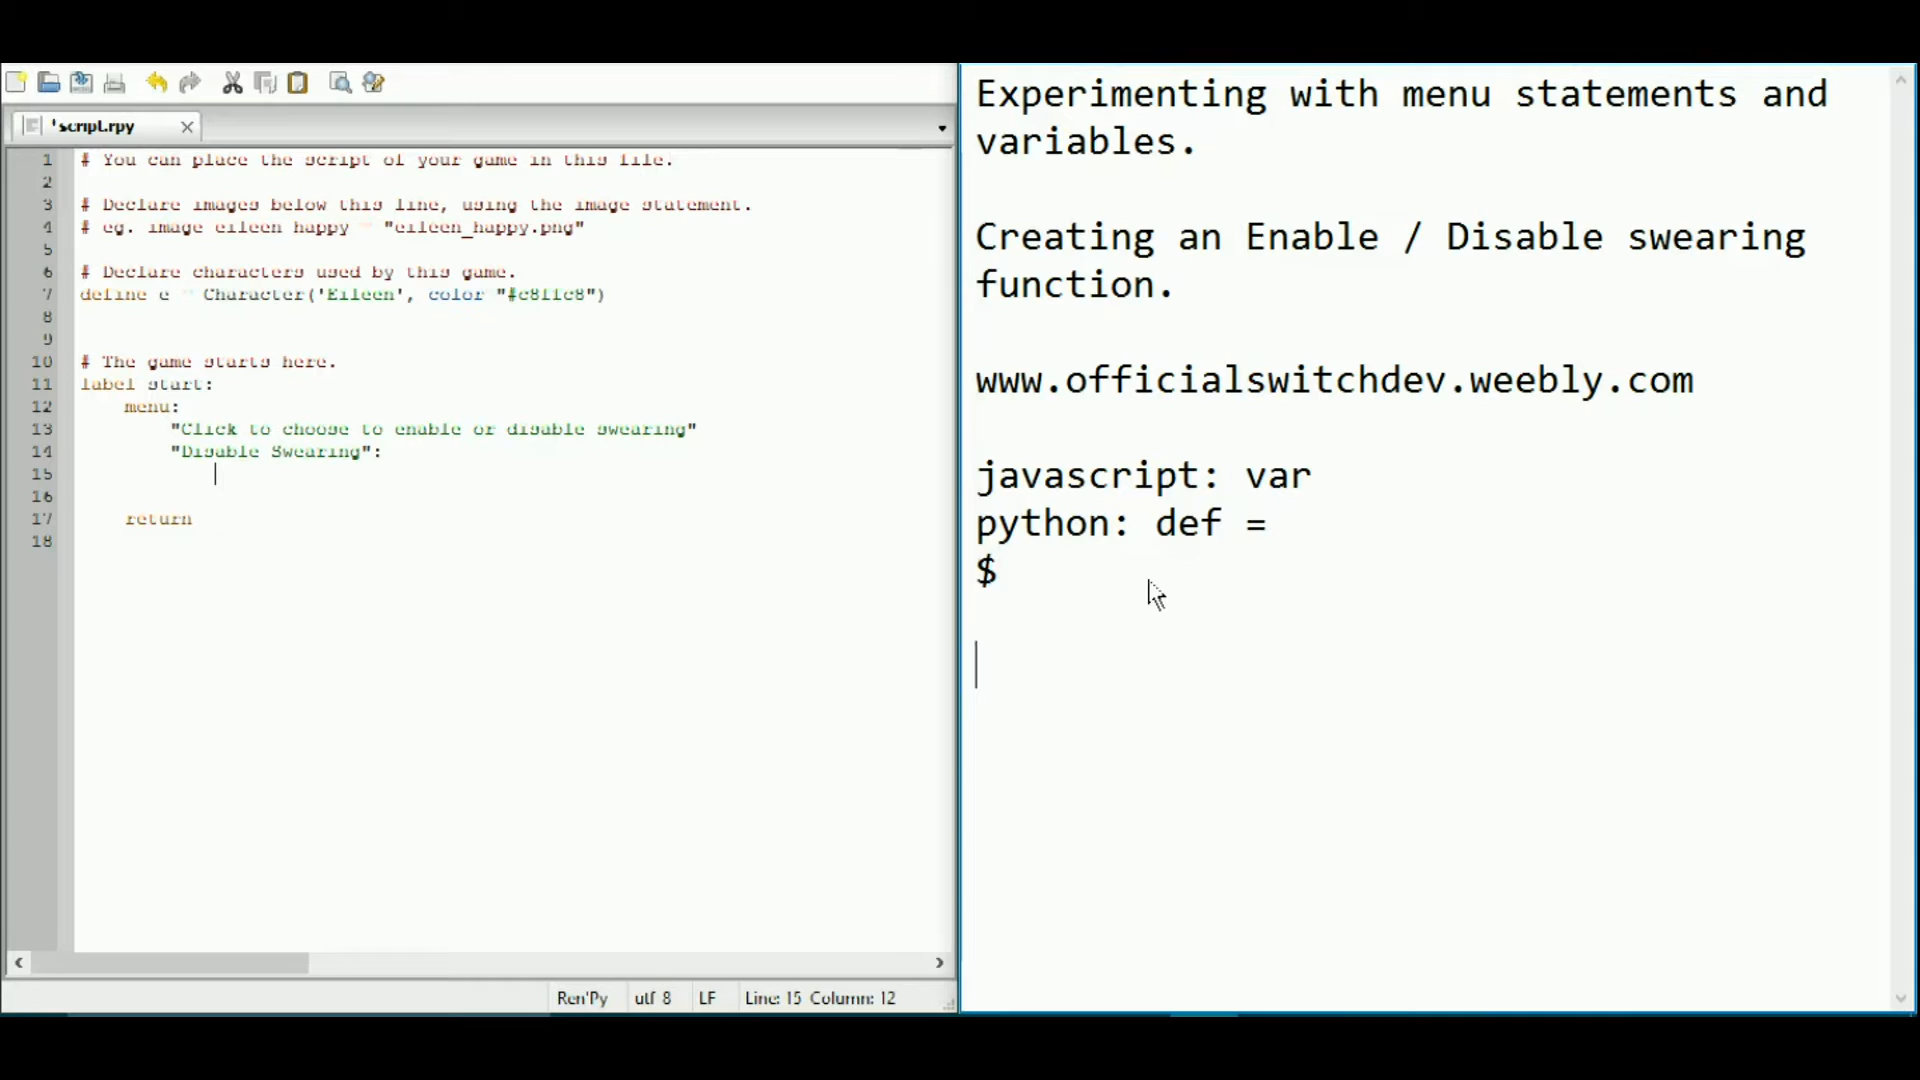 *script.rpy
1 # You can place the script of your game in this file.
2
3 # Declare images below this line, using the image statement.
4 # eg. image eileen happy = "eileen_happy.png"
5
6 # Declare characters used by this game.
7 define e = Character('Eileen', color="#c8ffc8")
8
9
10 # The game starts here.
11 label start:
12 menu:
13 "Click to choose to enable or disable swearing"
14 "Disable Swearing":
15
16
17 return
18
Ren'Py utf-8 LF Line: 15 Column: 12
Experimenting with menu statements and
variables.
Creating an Enable / Disable swearing
function.
www.officialswitchdev.weebly.com
javascript: var
python: def =
$